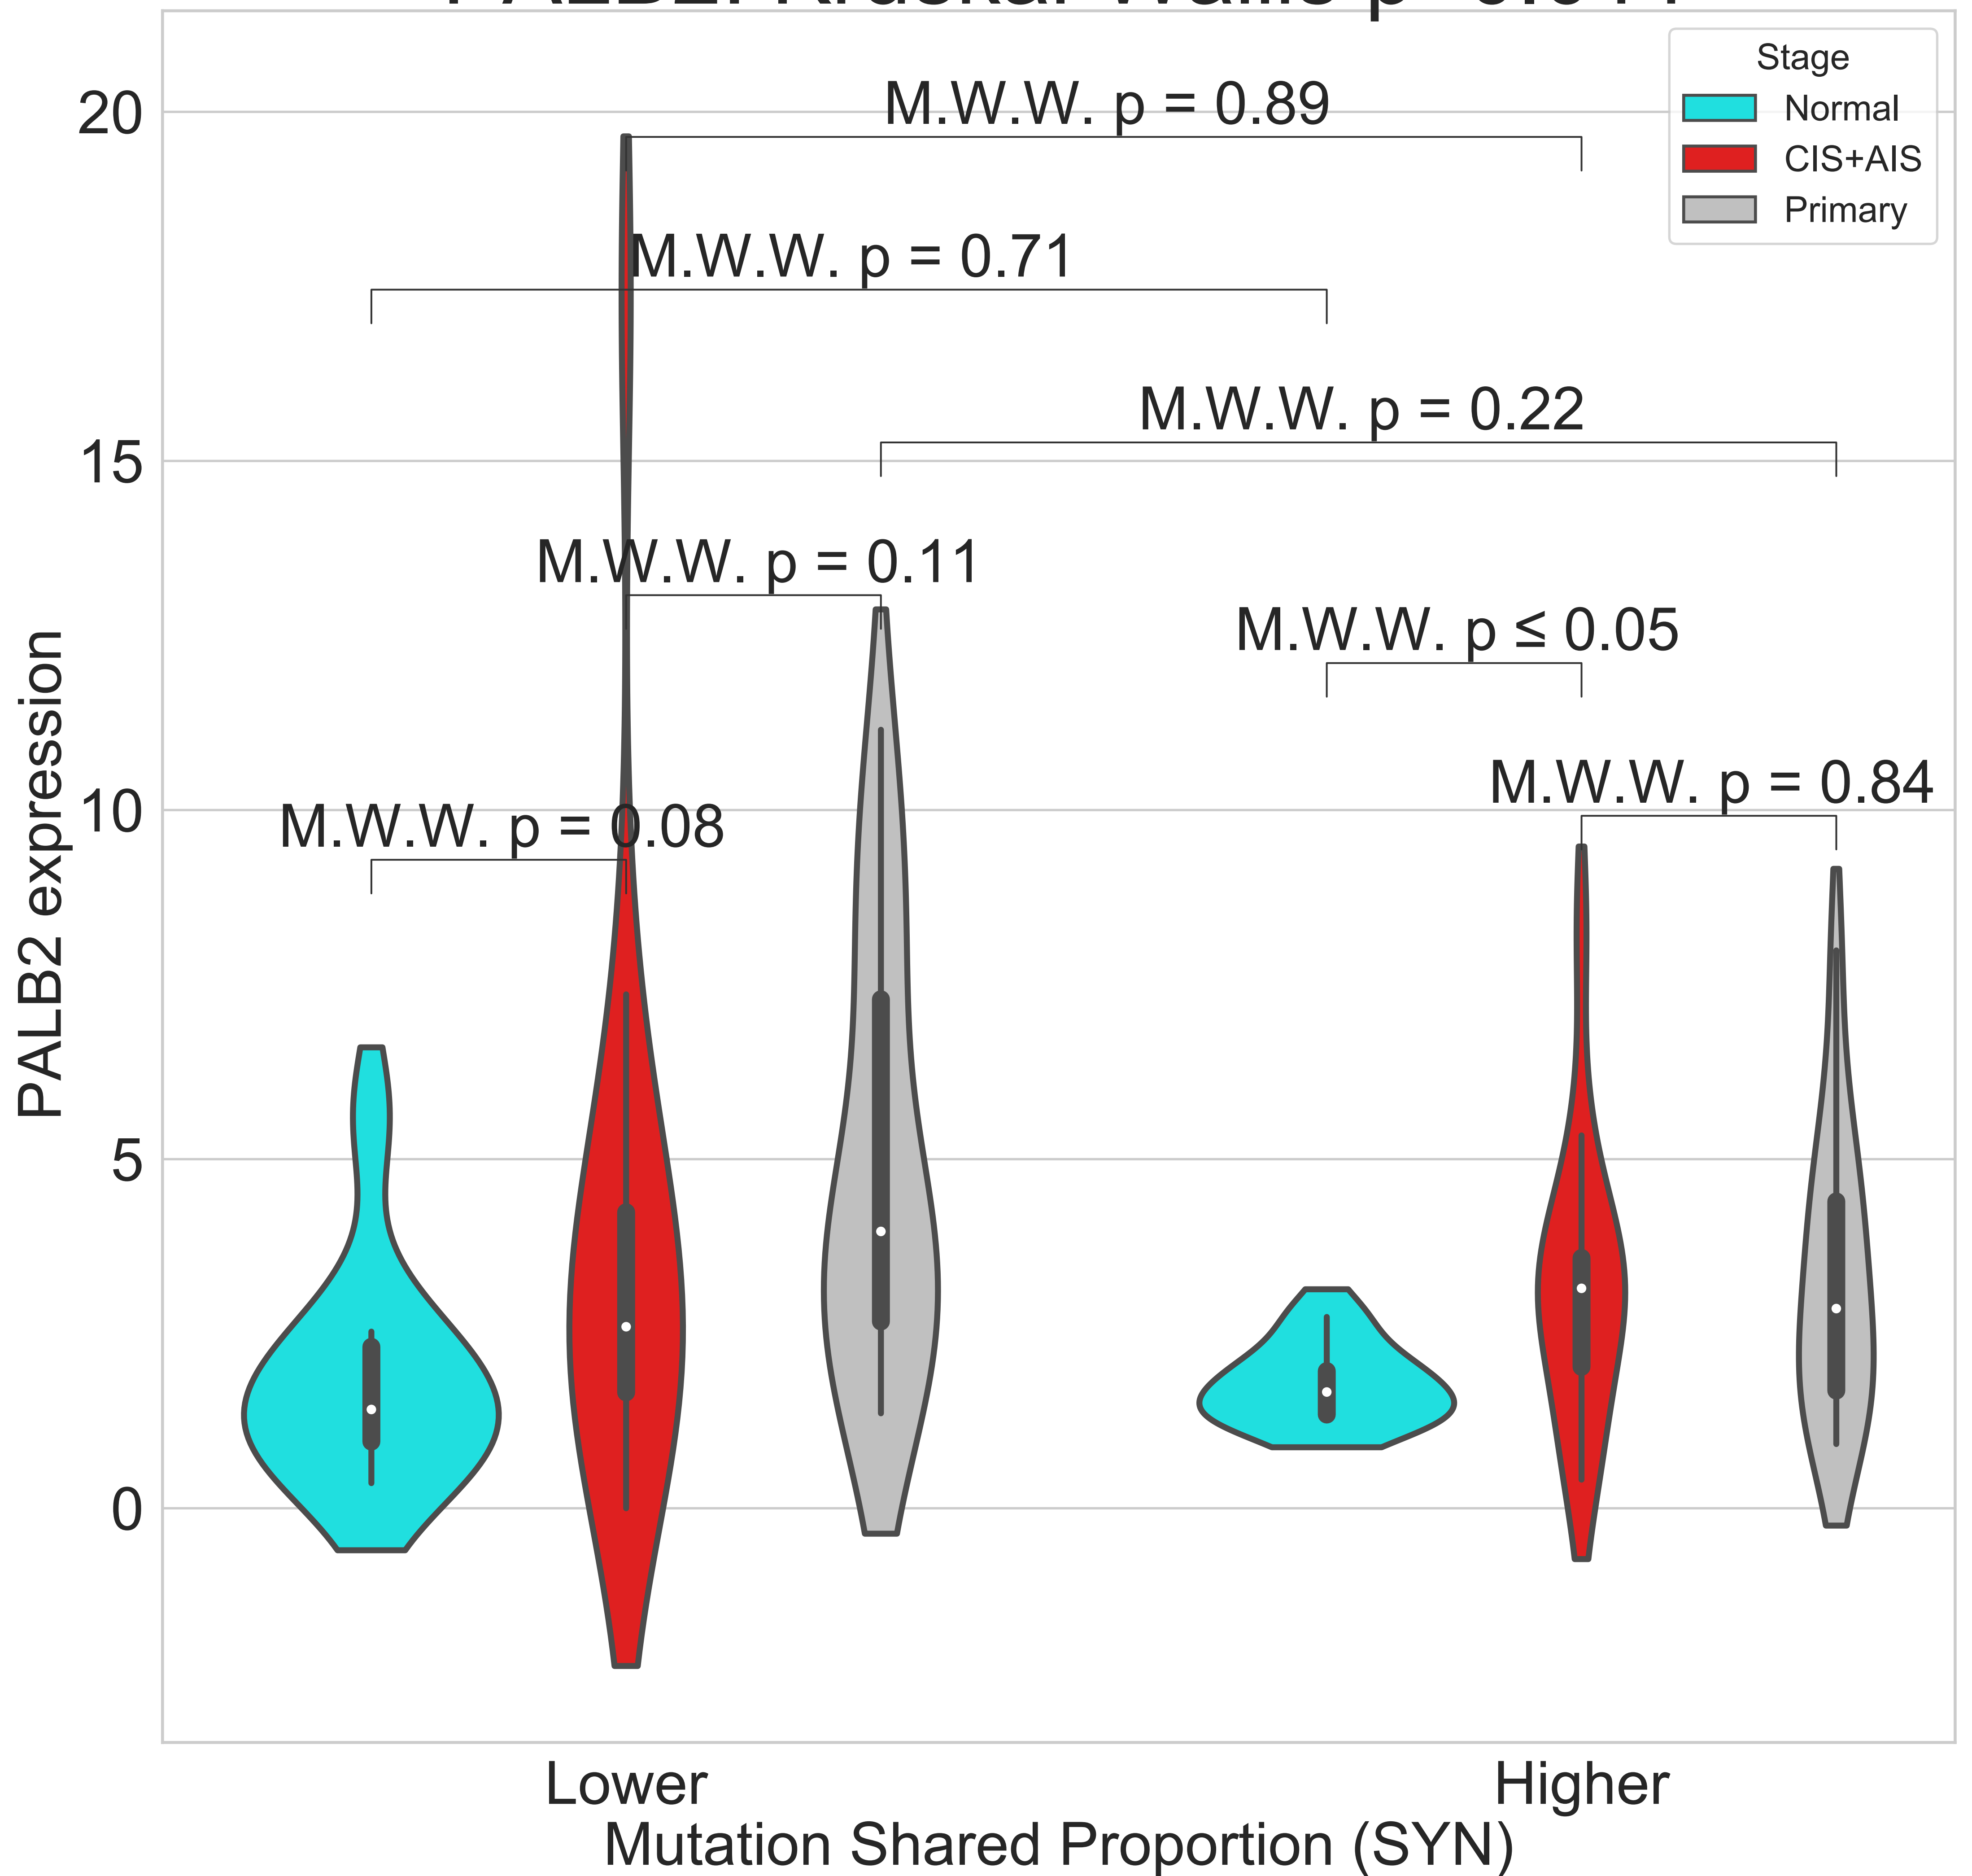 Stage
Normal
CIS+AIS
Primary
M.W.W. p = 0.89
M.W.W. p = 0.71
M.W.W. p = 0.22
M.W.W. p = 0.11
M.W.W. p ≤ 0.05
M.W.W. p = 0.84
M.W.W. p = 0.08
20
15
10
5
0
PALB2 expression
Lower
Higher
Mutation Shared Proportion (SYN)